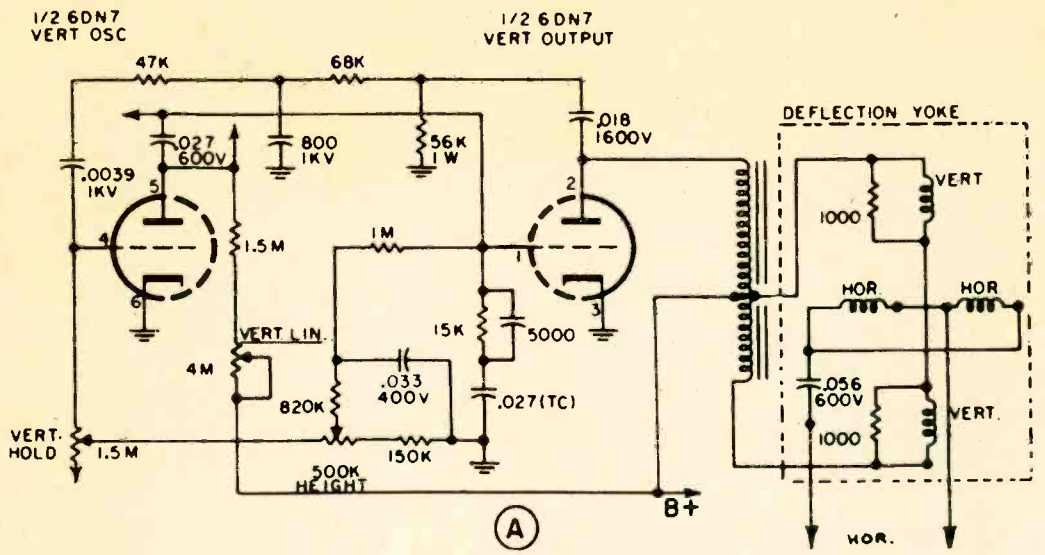 1/2 6DN7
VERT OSC
1/2 6DN7
VERT OUTPUT
47K
68K
.027
600V
800
1KV
56K
1 W
.018
1600V
DEFLECTION YOKE
.0039
1KV
5
2
4
1
6
3
1.5M
1M
15K
5000
VERT
1000
HOR.
HOR
VERT LIN
4M
.033
400V
820K
.027(TC)
.056
600V
VERT.
1000
VERT.
HOLD
1.5M
150K
500K
HEIGHT
B+
A
HOR.